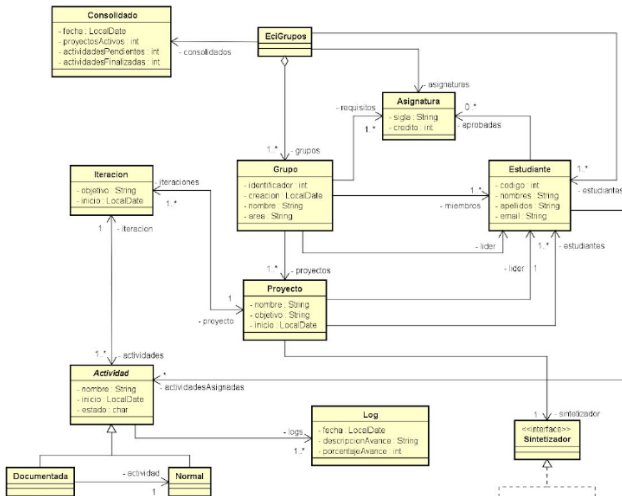 Consolidado
- fecha : LocalDate
- proyectosActivos : int
- actividadesPendientes : int
- actividadesFinalizadas : int
EciGrupos
- consolidados
- asignaturas
- requisitos
1..*
Asignatura
- sigla : String
- credito : int
0..*
- aprobadas
1..*
- grupos
Iteracion
- objetivo : String
- inicio : LocalDate
- iteraciones
1..*
Grupo
- identificador : int
- creacion : LocalDate
- nombre : String
- area : String
1..*
- miembros
Estudiante
- codigo : int
- nombres : String
- apelidos : String
- email : String
1..*
- estudiantes
1
- iteracion
- lider
1..*
- estudiantes
1..*
- proyectos
- lider
1
1
- proyecto
Proyecto
- nombre : String
- objetivo : String
- inicio : LocalDate
1..*
- actividades
Actividad
- nombre : String
- inicio : LocalDate
- estado : char
*
- actividadesAsignadas
Log
- fecha : LocalDate
- descripcionAvance : String
- porcentajeAvance : int
- logs
1..*
1
- sintetizador
<<interface>>
Sintetizador
Documentada
- actividad
1
Normal